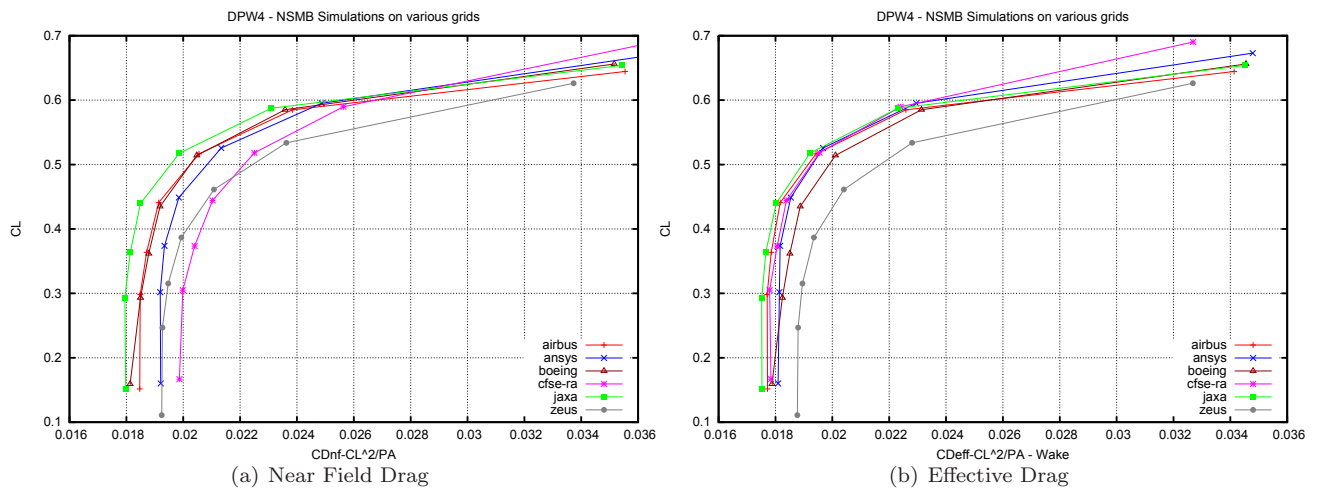 DPW4 - NSMB Simulations on various grids
0.7
0.6
0.5
0.4
0.3
0.2
0.1
CL
airbus
ansys
boeing
cfse-ra
jaxa
zeus
0.016 0.018 0.02 0.022 0.024 0.026 0.028 0.03 0.032 0.034 0.036
CDnf-CL^2/PA
(a) Near Field Drag
DPW4 - NSMB Simulations on various grids
0.7
0.6
0.5
0.4
0.3
0.2
0.1
CL
airbus
ansys
boeing
cfse-ra
jaxa
zeus
0.016 0.018 0.02 0.022 0.024 0.026 0.028 0.03 0.032 0.034 0.036
CDeff-CL^2/PA - Wake
(b) Effective Drag